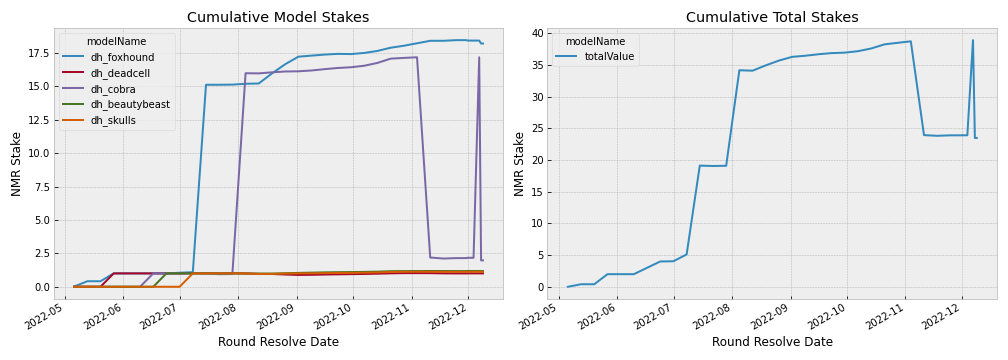 Cumulative Model Stakes
modelName
dh_foxhound
dh_deadcell
dh_cobra
dh_beautybeast
dh_skulls
NMR Stake
17.5
15.0
12.5
10.0
7.5
5.0
2.5
0.0
2022-05
2022-06
2022-07
2022-08
2022-09
2022-10
2022-11
2022-12
Round Resolve Date
Cumulative Total Stakes
modelName
totalValue
NMR Stake
40
35
30
25
20
15
10
5
0
2022-05
2022-06
2022-07
2022-08
2022-09
2022-10
2022-11
2022-12
Round Resolve Date